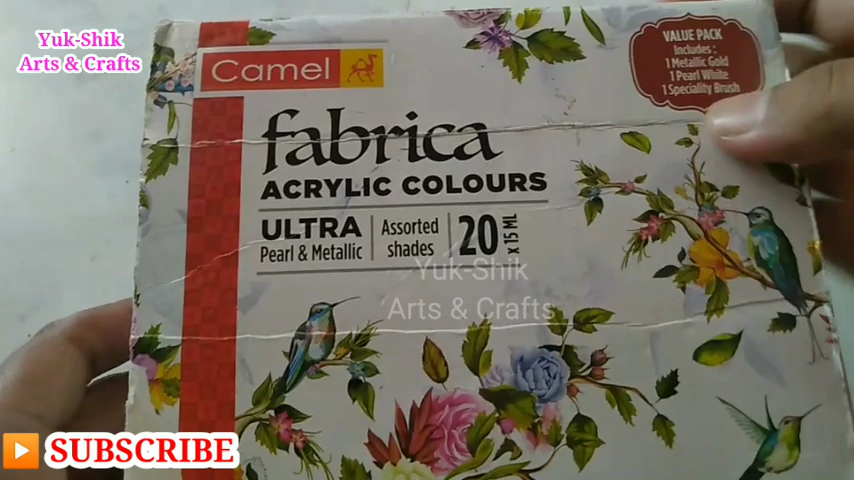 Yuk-Shik
Arts & Crafts
Camel
VALUE PACK
Includes :
1 Metallic Gold
1 Pearl White
1 Speciality Brush
fabrica
ACRYLIC COLOURS
ULTRA
Pearl & Metallic
Assorted
shades
20
x 15 ML
Yuk-Shik
Arts & Crafts
SUBSCRIBE